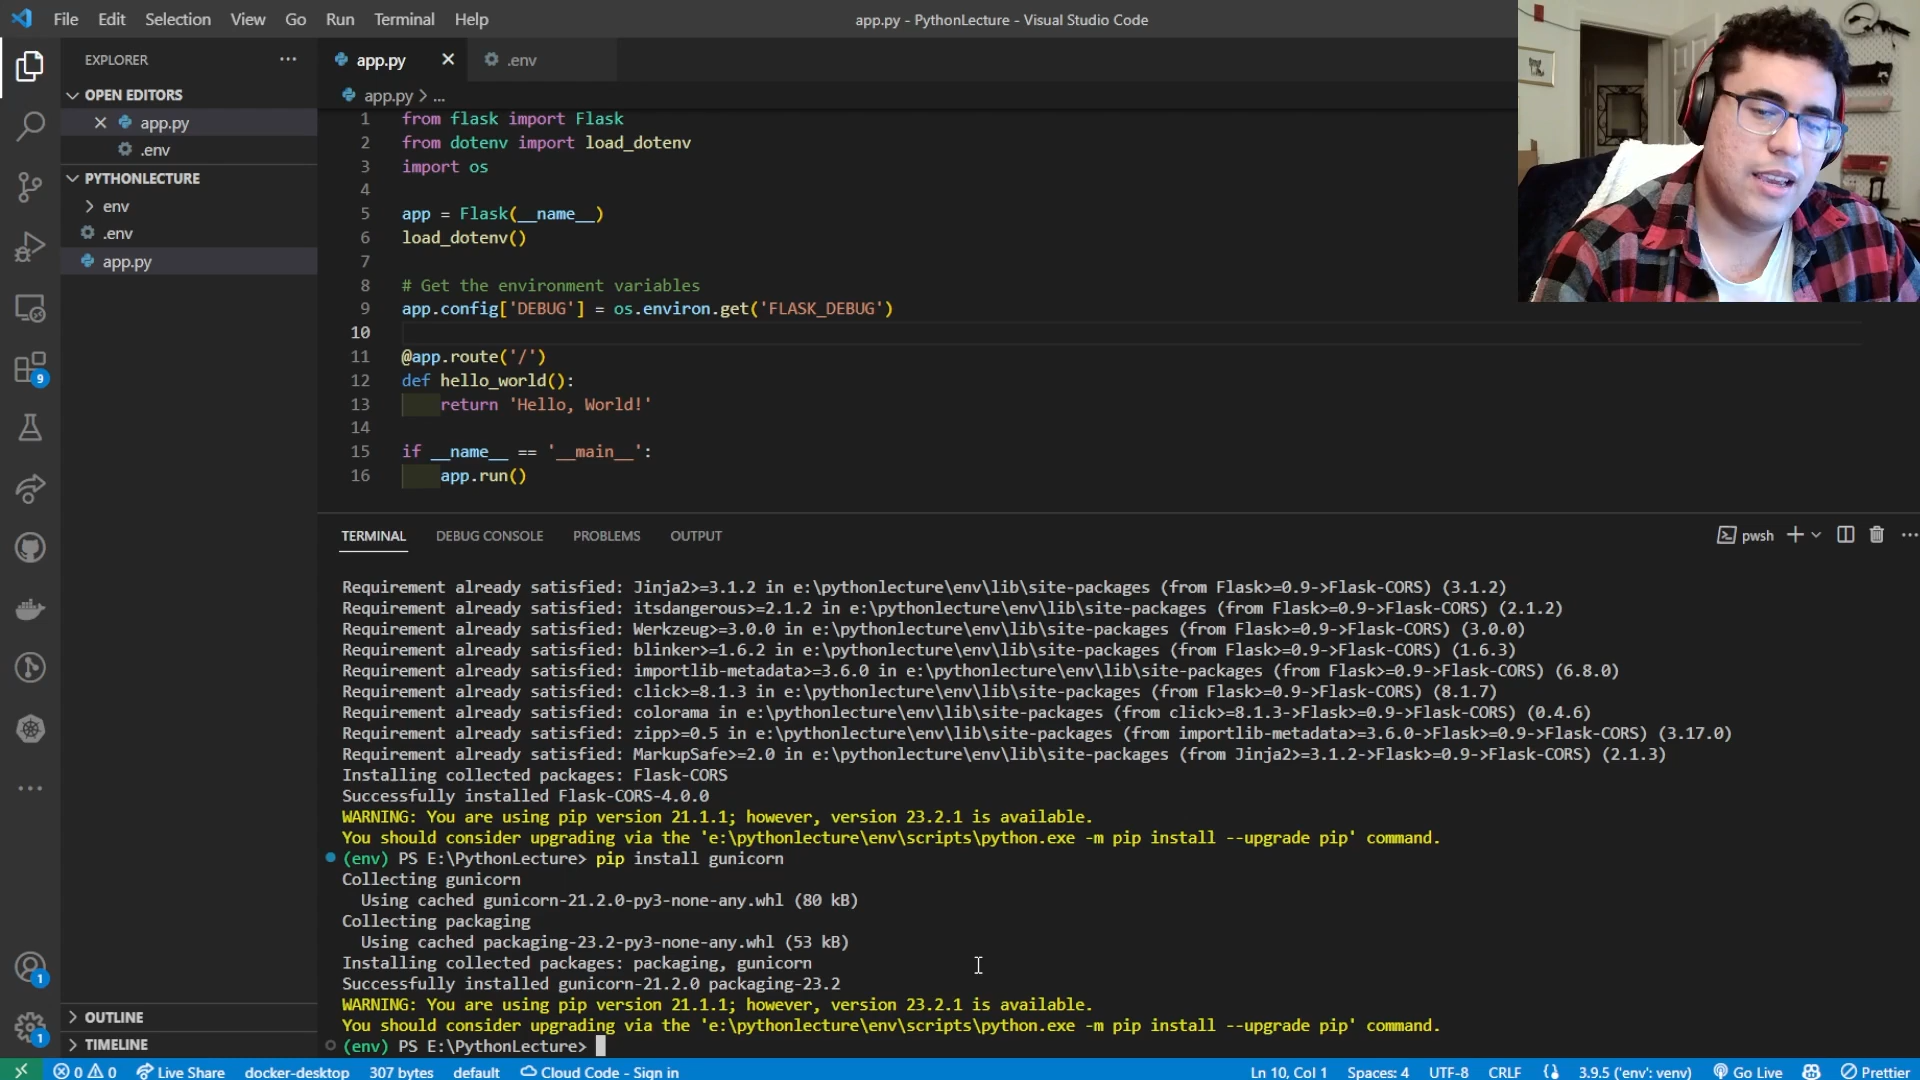 File Edit Selection View Go Run Terminal Help
app.py - PythonLecture - Visual Studio Code
EXPLORER
OPEN EDITORS
app.py
.env
PYTHONLECTURE
env
.env
app.py
OUTLINE
TIMELINE
9
1
1
app.py
.env
app.py > ...
1 from flask import Flask
2 from dotenv import load_dotenv
3 import os
4
5 app = Flask(__name__)
6 load_dotenv()
7
8 # Get the environment variables
9 app.config['DEBUG'] = os.environ.get('FLASK_DEBUG')
10
11 @app.route('/')
12 def hello_world():
13 return 'Hello, World!'
14
15 if __name__ == '__main__':
16 app.run()
TERMINAL DEBUG CONSOLE PROBLEMS OUTPUT
pwsh
Requirement already satisfied: Jinja2>=3.1.2 in e:\pythonlecture\env\lib\site-packages (from Flask>=0.9->Flask-CORS) (3.1.2)
Requirement already satisfied: itsdangerous>=2.1.2 in e:\pythonlecture\env\lib\site-packages (from Flask>=0.9->Flask-CORS) (2.1.2)
Requirement already satisfied: Werkzeug>=3.0.0 in e:\pythonlecture\env\lib\site-packages (from Flask>=0.9->Flask-CORS) (3.0.0)
Requirement already satisfied: blinker>=1.6.2 in e:\pythonlecture\env\lib\site-packages (from Flask>=0.9->Flask-CORS) (1.6.3)
Requirement already satisfied: importlib-metadata>=3.6.0 in e:\pythonlecture\env\lib\site-packages (from Flask>=0.9->Flask-CORS) (6.8.0)
Requirement already satisfied: click>=8.1.3 in e:\pythonlecture\env\lib\site-packages (from Flask>=0.9->Flask-CORS) (8.1.7)
Requirement already satisfied: colorama in e:\pythonlecture\env\lib\site-packages (from click>=8.1.3->Flask>=0.9->Flask-CORS) (0.4.6)
Requirement already satisfied: zipp>=0.5 in e:\pythonlecture\env\lib\site-packages (from importlib-metadata>=3.6.0->Flask>=0.9->Flask-CORS) (3.17.0)
Requirement already satisfied: MarkupSafe>=2.0 in e:\pythonlecture\env\lib\site-packages (from Jinja2>=3.1.2->Flask>=0.9->Flask-CORS) (2.1.3)
Installing collected packages: Flask-CORS
Successfully installed Flask-CORS-4.0.0
WARNING: You are using pip version 21.1.1; however, version 23.2.1 is available.
You should consider upgrading via the 'e:\pythonlecture\env\scripts\python.exe -m pip install --upgrade pip' command.
(env) PS E:\PythonLecture> pip install gunicorn
Collecting gunicorn
Using cached gunicorn-21.2.0-py3-none-any.whl (80 kB)
Collecting packaging
Using cached packaging-23.2-py3-none-any.whl (53 kB)
Installing collected packages: packaging, gunicorn
Successfully installed gunicorn-21.2.0 packaging-23.2
WARNING: You are using pip version 21.1.1; however, version 23.2.1 is available.
You should consider upgrading via the 'e:\pythonlecture\env\scripts\python.exe -m pip install --upgrade pip' command.
(env) PS E:\PythonLecture>
0 0 Live Share docker-desktop 307 bytes default Cloud Code - Sign in Ln 10, Col 1 Spaces: 4 UTF-8 CRLF 3.9.5 ('env': venv) Go Live Prettier